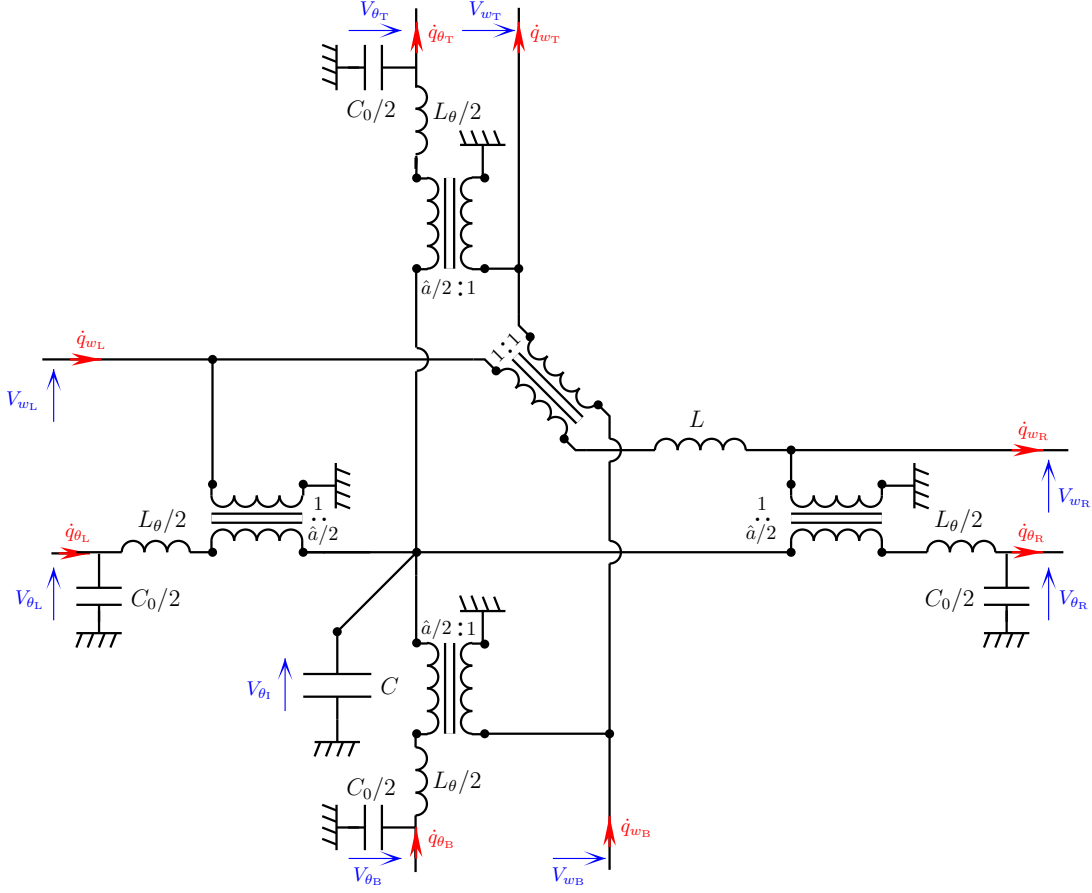 V_{θ_T} V_{w_T}
q̇_{θ_T} q̇_{w_T}
C_0/2 L_θ/2
â/2 : 1
q̇_{w_L}
1:1
V_{w_L}
L
q̇_{w_R}
V_{w_R}
1
:
â/2
1
:
â/2
q̇_{θ_L} L_θ/2
L_θ/2 q̇_{θ_R}
V_{θ_L} C_0/2
C_0/2 V_{θ_R}
â/2 : 1
V_{θ_I} C
C_0/2 L_θ/2
q̇_{θ_B} q̇_{w_B}
V_{θ_B} V_{w_B}